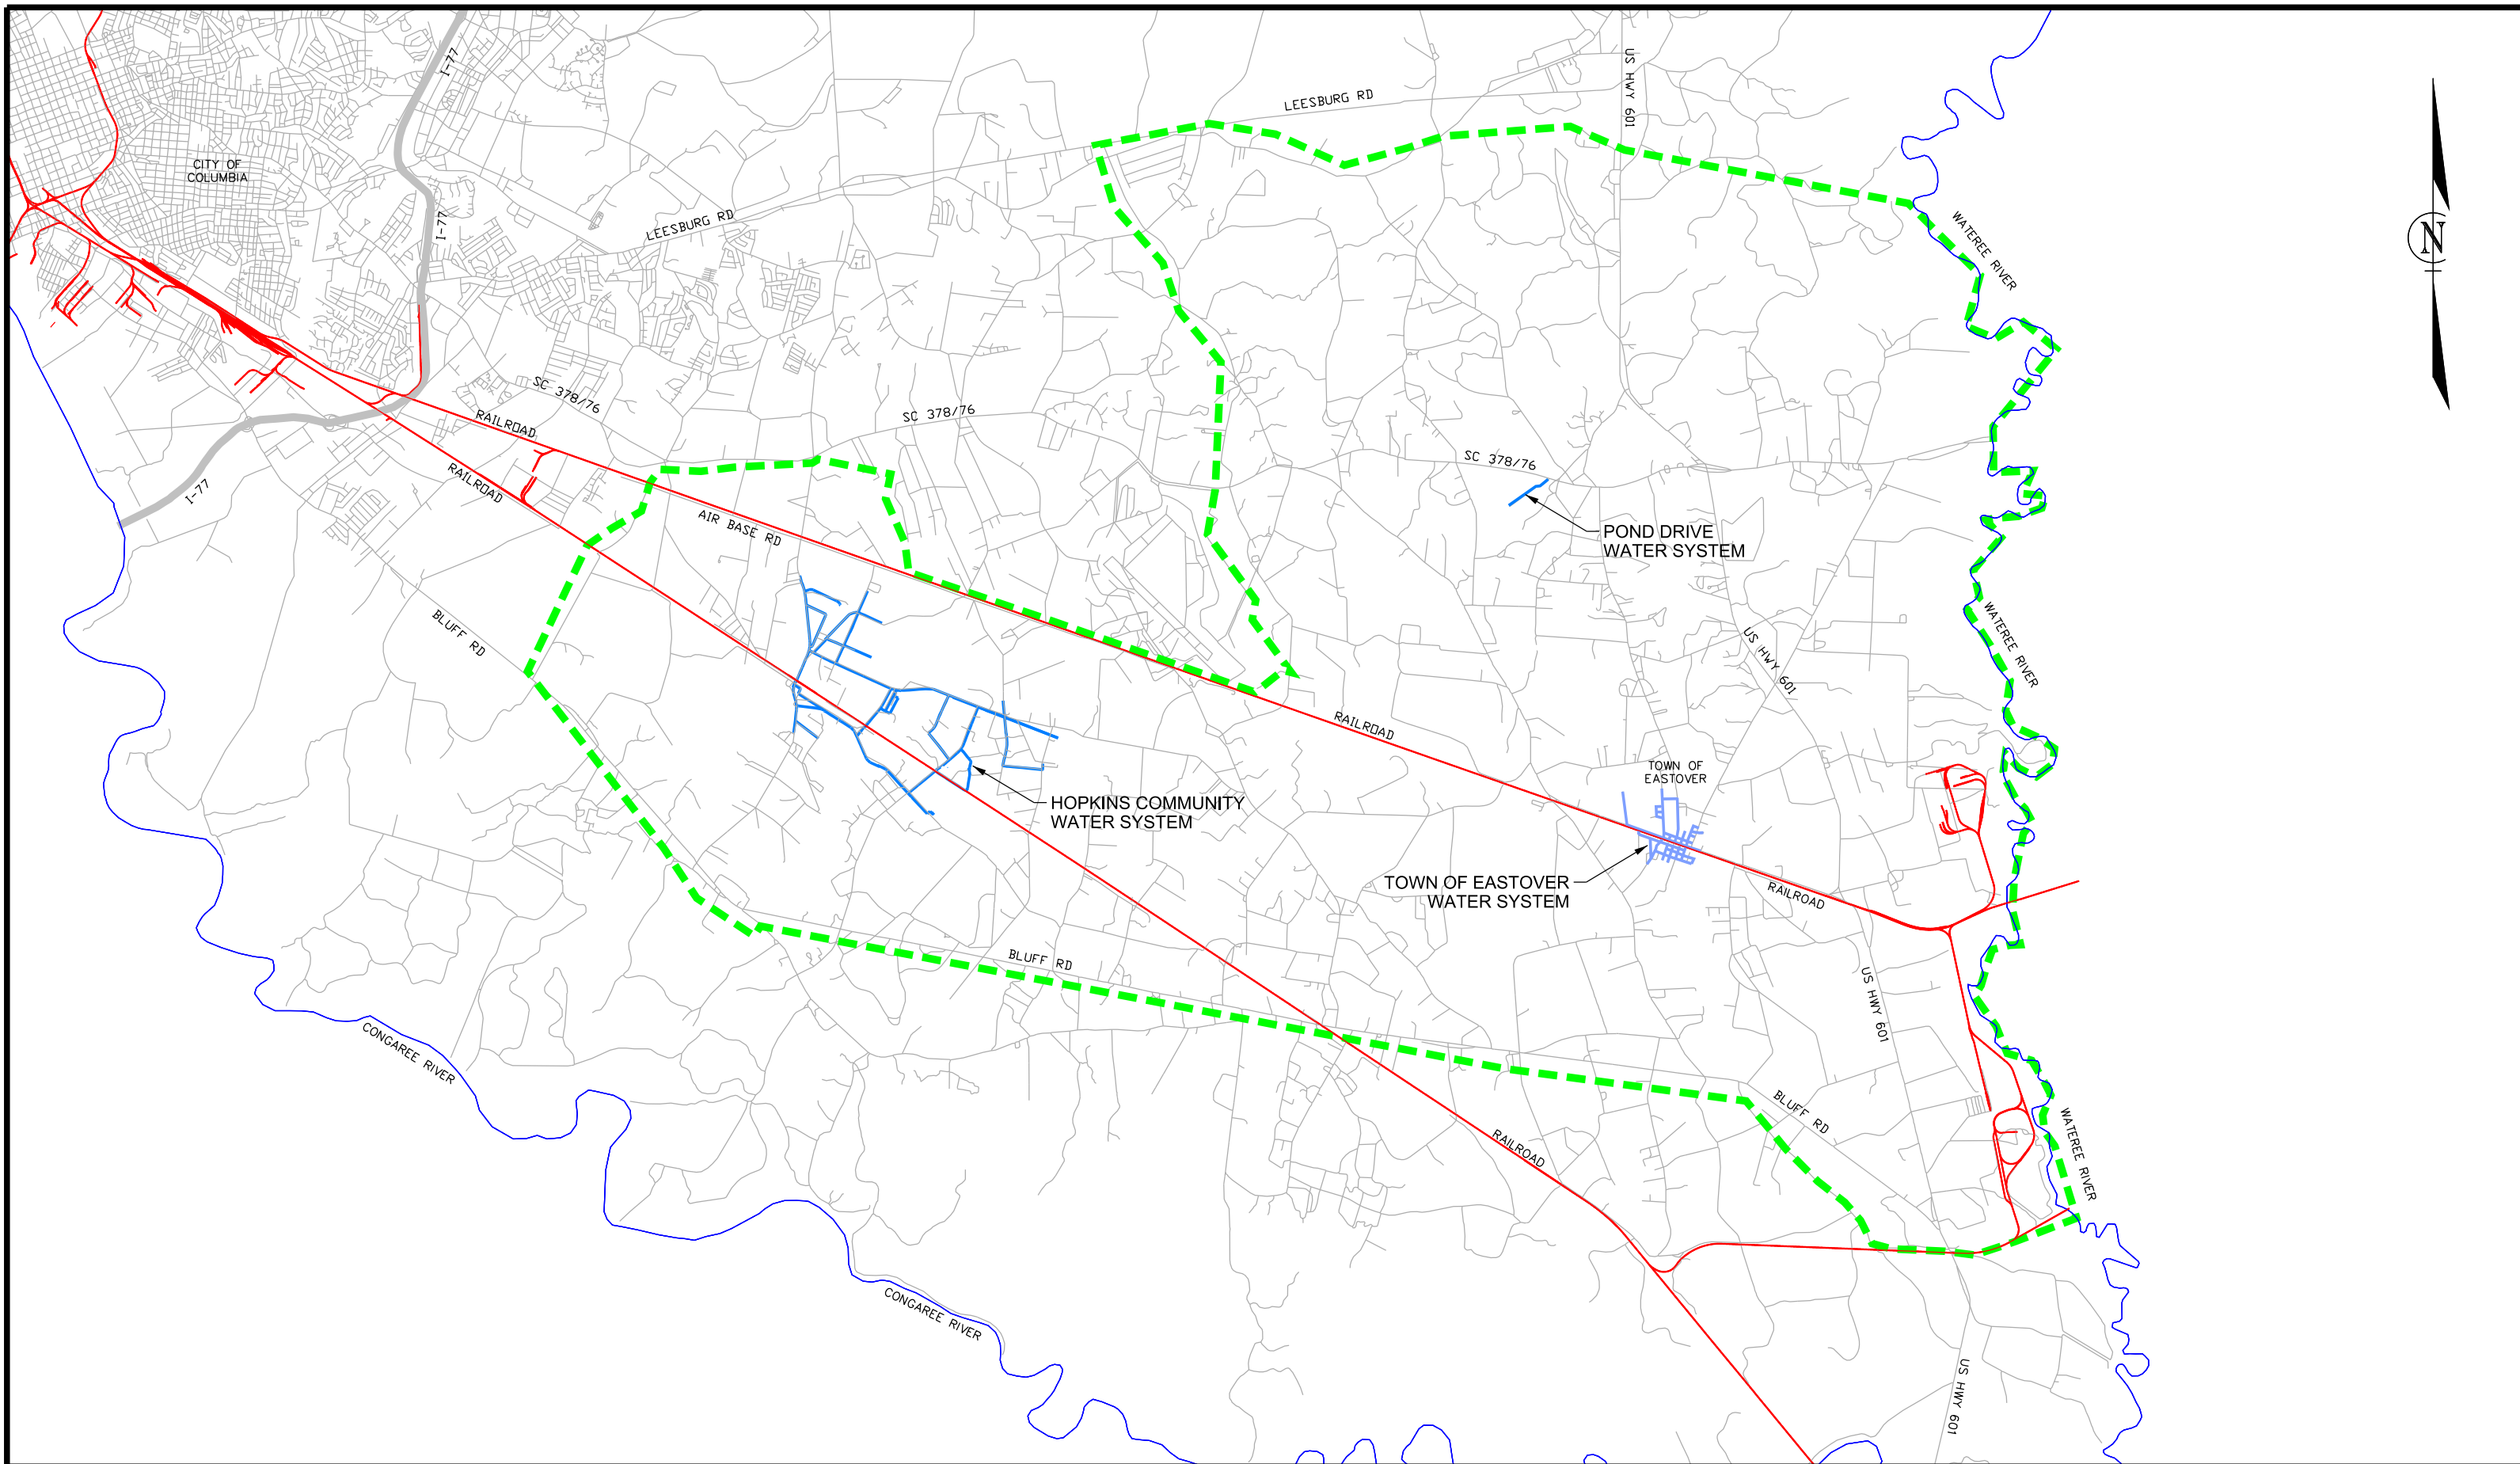 I-77
US HWY 601
LEESBURG RD
CITY OF
COLUMBIA
I-77
LEESBURG RD
WATEREE RIVER
N
SC 378/76
SC 378/76
RAILROAD
SC 378/76
RAILROAD
I-77
AIR BASE RD
POND DRIVE
WATER SYSTEM
BLUFF RD
WATEREE RIVER
US HWY 601
RAILROAD
TOWN OF
EASTOVER
HOPKINS COMMUNITY
WATER SYSTEM
TOWN OF EASTOVER
WATER SYSTEM
RAILROAD
BLUFF RD
US HWY 601
CONGAREE RIVER
BLUFF RD
WATEREE RIVER
RAILROAD
CONGAREE RIVER
US HWY 601